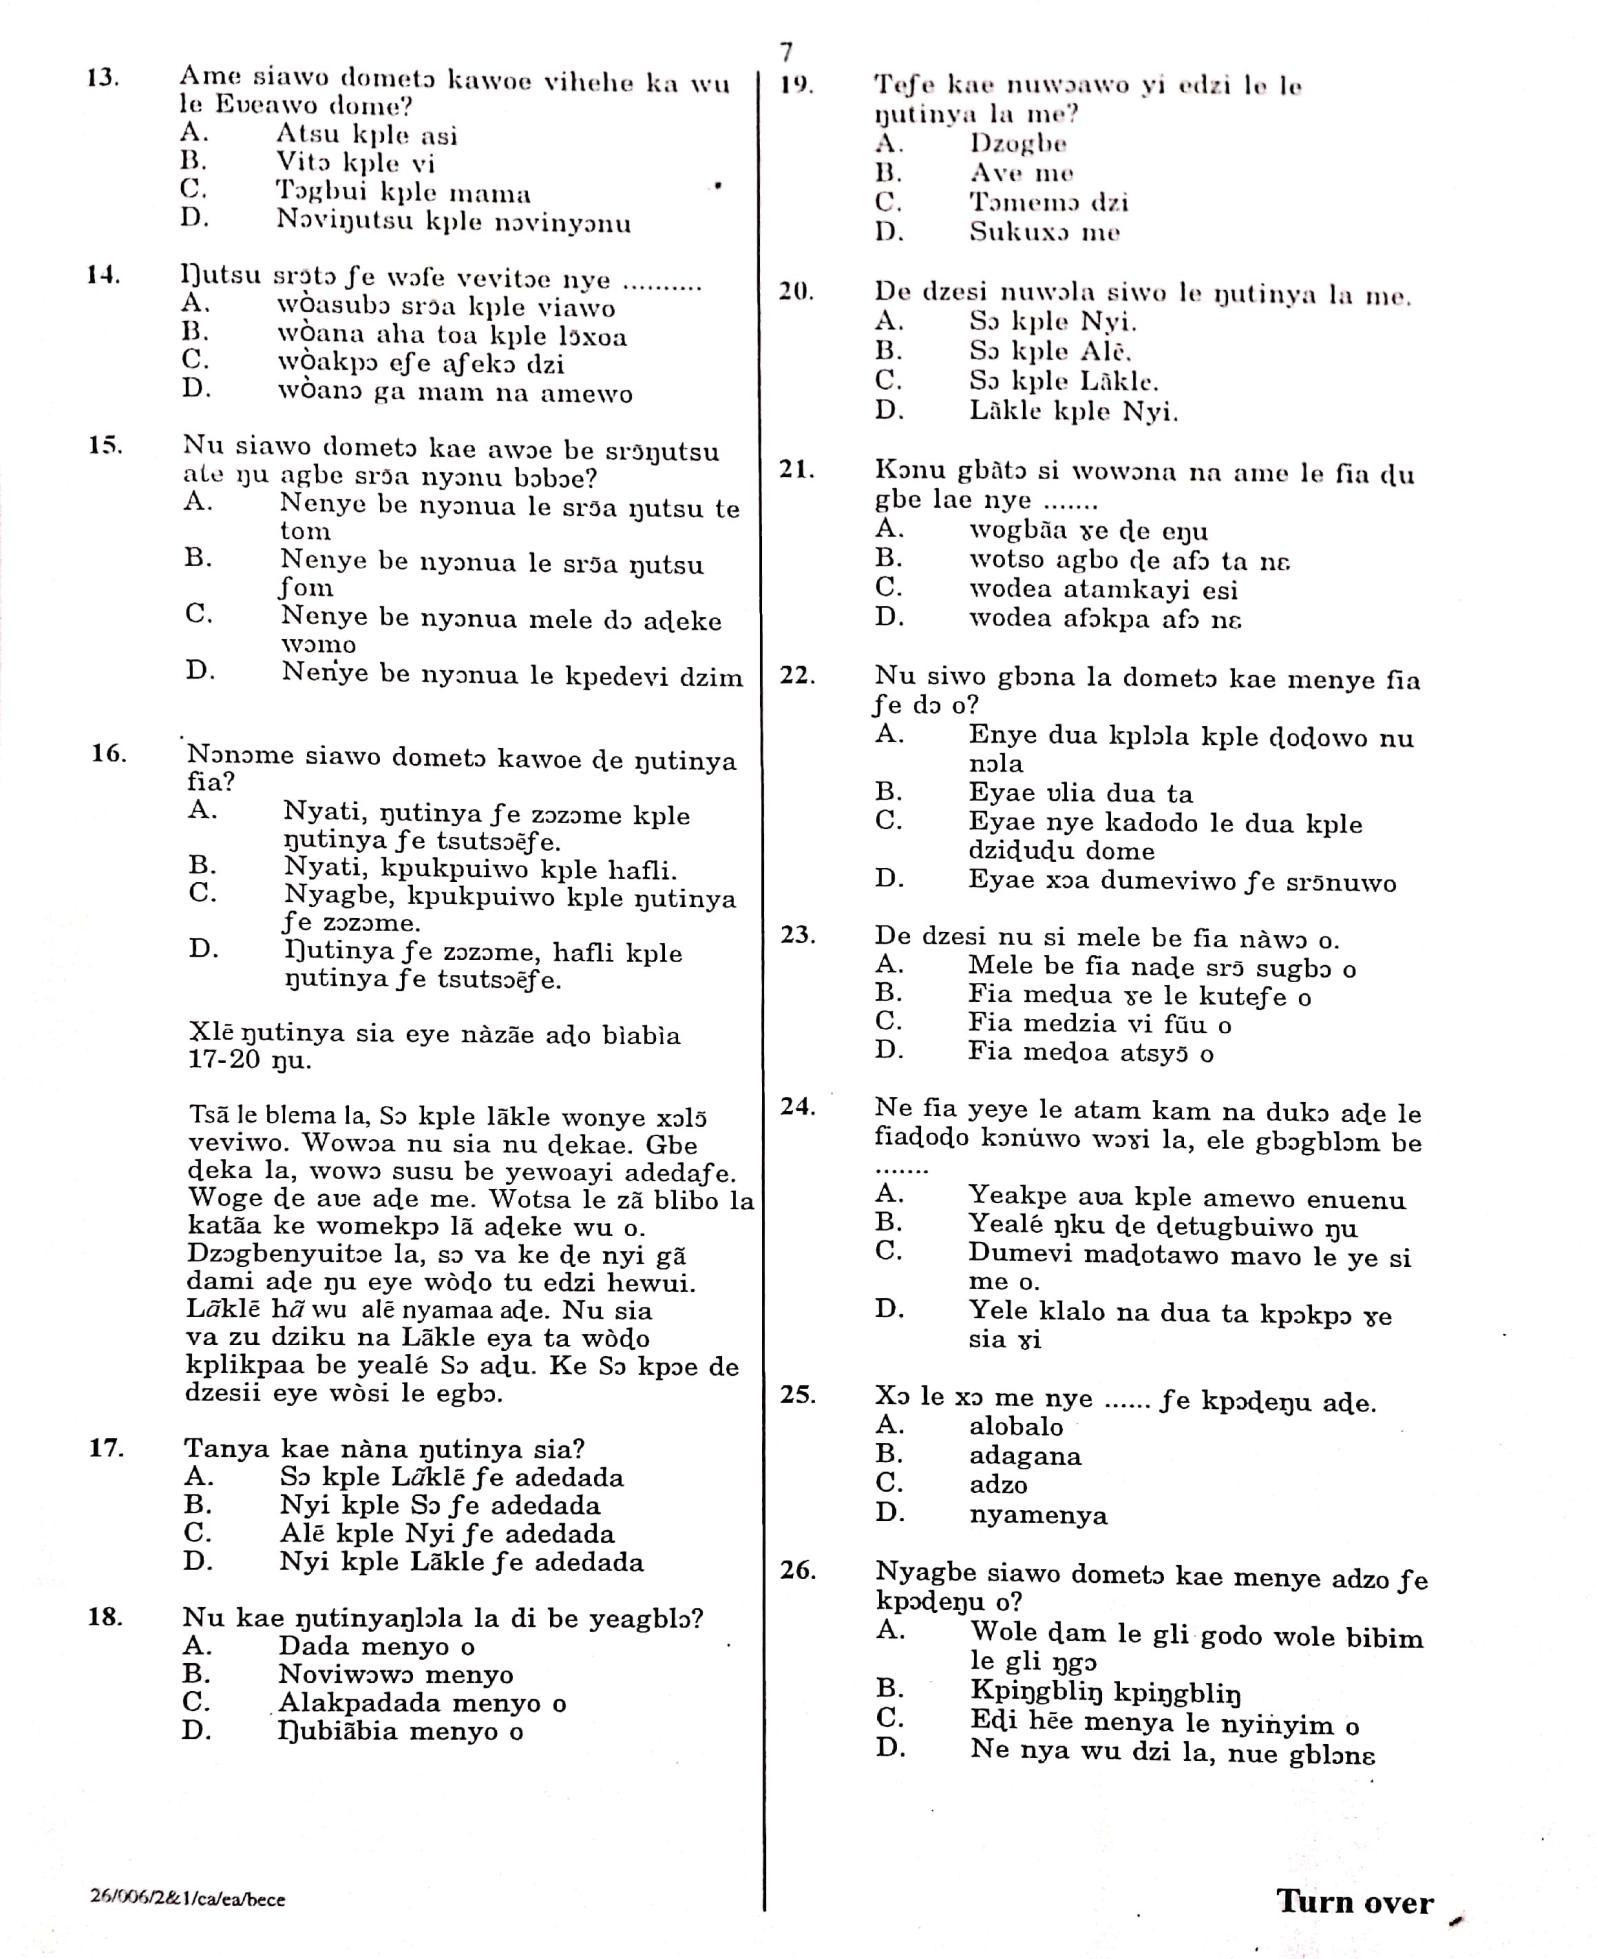 7
13. Ame siawo dometɔ kawoe vihehe ka wu
le Eʋeawo dome?
A. Atsu kple asi
B. Vitɔ kple vi
C. Tɔgbui kple mama
D. Nɔviŋutsu kple nɔvinyɔnu
14. Ŋutsu srɔ̃tɔ ƒe wɔfe vevitɔe nye ..........
A. wòasubɔ srɔ̃a kple viawo
B. wòana aha toa kple lɔ̃xoa
C. wòakpɔ eƒe aƒekɔ dzi
D. wòanɔ ga mam na amewo
15. Nu siawo dometɔ kae awɔe be srɔ̃ŋutsu
ate ŋu agbe srɔ̃a nyɔnu bɔbɔe?
A. Nenye be nyɔnua le srɔ̃a ŋutsu te
tom
B. Nenye be nyɔnua le srɔ̃a ŋutsu
ƒom
C. Nenye be nyɔnua mele dɔ aɖeke
wɔmo
D. Nenye be nyɔnua le kpedevi dzim
16. Nɔnɔme siawo dometɔ kawoe ɖe ŋutinya
fia?
A. Nyati, ŋutinya ƒe zɔzɔme kple
ŋutinya ƒe tsutsɔẽƒe.
B. Nyati, kpukpuiwo kple hafli.
C. Nyagbe, kpukpuiwo kple ŋutinya
ƒe zɔzɔme.
D. Ŋutinya ƒe zɔzɔme, hafli kple
ŋutinya ƒe tsutsɔẽƒe.
Xlẽ ŋutinya sia eye nàzãe aɖo bìabìa
17-20 ŋu.
Tsã le blema la, Sɔ kple lãkle wonye xɔlɔ̃
veviwo. Wowɔa nu sia nu ɖekae. Gbe
ɖeka la, wowɔ susu be yewoayi adedaƒe.
Woge ɖe aʋe aɖe me. Wotsa le zã blibo la
katãa ke womekpɔ lã aɖeke wu o.
Dzɔgbenyuitɔe la, sɔ va ke ɖe nyi gã
dami aɖe ŋu eye wòɖo tu edzi hewui.
Lãklẽ hã wu alẽ nyamaa aɖe. Nu sia
va zu dziku na Lãkle eya ta wòɖo
kplikpaa be yealé Sɔ aɖu. Ke Sɔ kpɔe de
dzesii eye wòsi le egbɔ.
17. Tanya kae nàna ŋutinya sia?
A. Sɔ kple Lãklẽ ƒe adedada
B. Nyi kple Sɔ ƒe adedada
C. Alẽ kple Nyi ƒe adedada
D. Nyi kple Lãkle ƒe adedada
18. Nu kae ŋutinyaŋlɔla la di be yeagblɔ?
A. Dada menyo o
B. Noviwɔwɔ menyo
C. Alakpadada menyo o
D. Ŋubiãbia menyo o
26/006/2&1/ca/ea/bece
19. Teƒe kae nuwɔawo yi edzi le le
ŋutinya la me?
A. Dzogbe
B. Ave me
C. Tɔmemɔ dzi
D. Sukuxɔ me
20. De dzesi nuwɔla siwo le ŋutinya la me.
A. Sɔ kple Nyi.
B. Sɔ kple Alẽ.
C. Sɔ kple Lãkle.
D. Lãkle kple Nyi.
21. Kɔnu gbãtɔ si wowɔna na ame le fia ɖu
gbe lae nye .......
A. wogbãa ɣe ɖe eŋu
B. wotso agbo ɖe afɔ ta nɛ
C. wodea atamkayi esi
D. wodea afɔkpa afɔ nɛ
22. Nu siwo gbɔna la dometɔ kae menye fia
ƒe dɔ o?
A. Enye dua kplɔla kple ɖoɖowo nu
nɔla
B. Eyae ʋlia dua ta
C. Eyae nye kadodo le dua kple
dziɖuɖu dome
D. Eyae xɔa dumeviwo ƒe srɔ̃nuwo
23. De dzesi nu si mele be fia nàwɔ o.
A. Mele be fia naɖe srɔ̃ sugbɔ o
B. Fia meɖua ɣe le kuteƒe o
C. Fia medzia vi fũu o
D. Fia meɖoa atsyɔ̃ o
24. Ne fia yeye le atam kam na dukɔ aɖe le
fiaɖoɖo kɔnúwo wɔɣi la, ele gbɔgblɔm be
.......
A. Yeakpe aʋa kple amewo enuenu
B. Yealé ŋku ɖe ɖetugbuiwo ŋu
C. Dumevi maɖotawo mavo le ye si
me o.
D. Yele klalo na dua ta kpɔkpɔ ɣe
sia ɣi
25. Xɔ le xɔ me nye ...... ƒe kpɔɖeŋu aɖe.
A. alobalo
B. adagana
C. adzo
D. nyamenya
26. Nyagbe siawo dometɔ kae menye adzo ƒe
kpɔɖeŋu o?
A. Wole ɖam le gli godo wole bibim
le gli ŋgɔ
B. Kpiŋgbliŋ kpiŋgbliŋ
C. Eɖi hẽe menya le nyinyim o
D. Ne nya wu dzi la, nue gblɔnɛ
Turn over